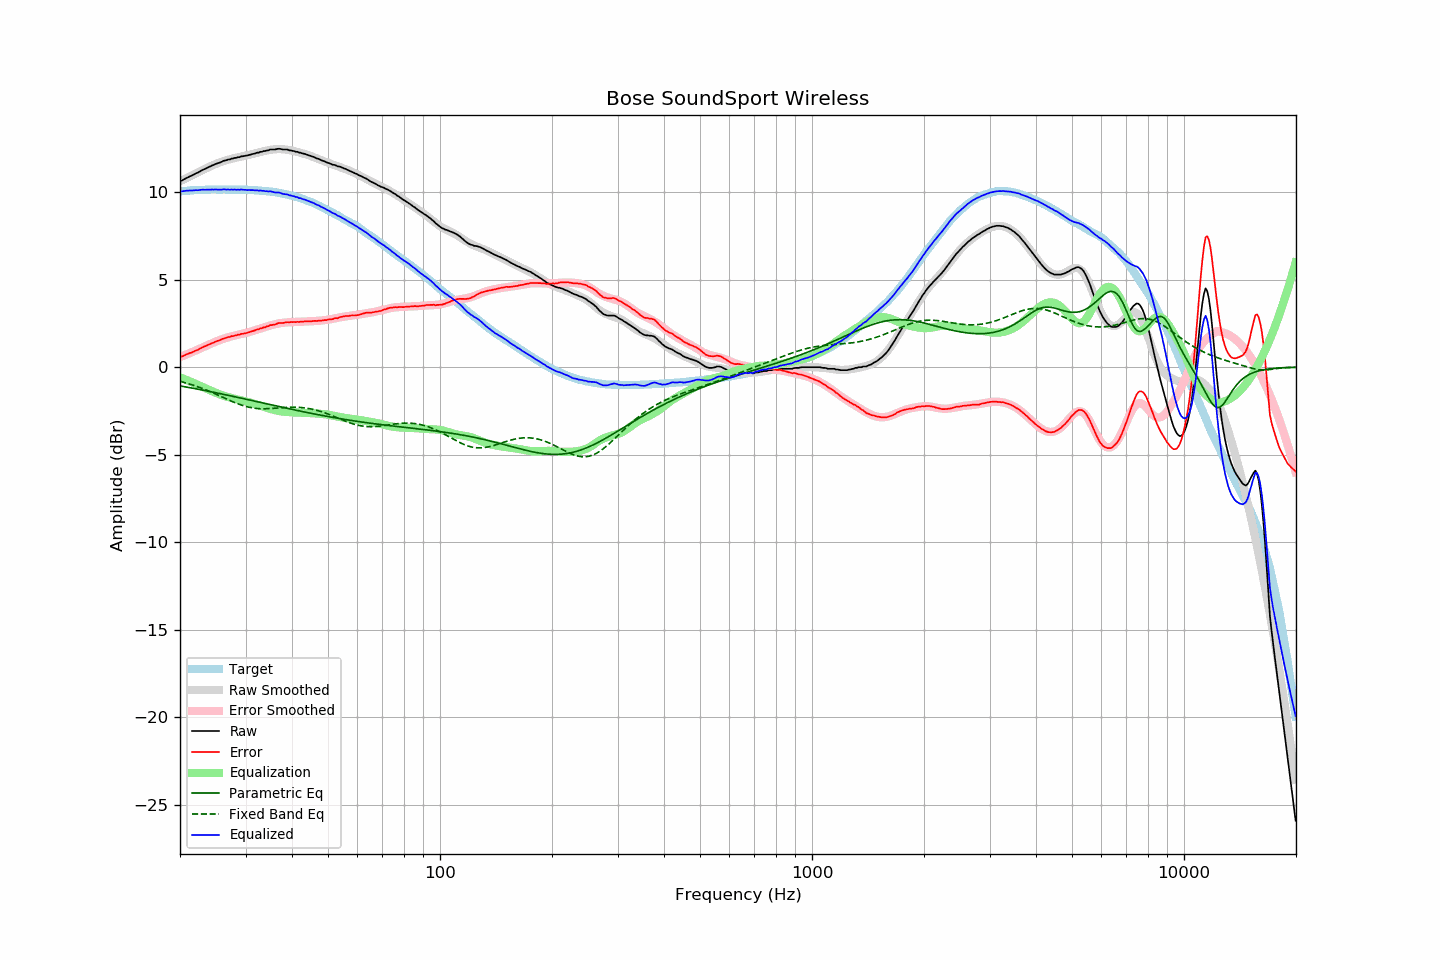 Bose SoundSport Wireless
Amplitude (dBr)
10
5
0
−5
−10
−15
−20
−25
Target
Raw Smoothed
Error Smoothed
Raw
Error
Equalization
Parametric Eq
Fixed Band Eq
Equalized
100
1000
10000
Frequency (Hz)